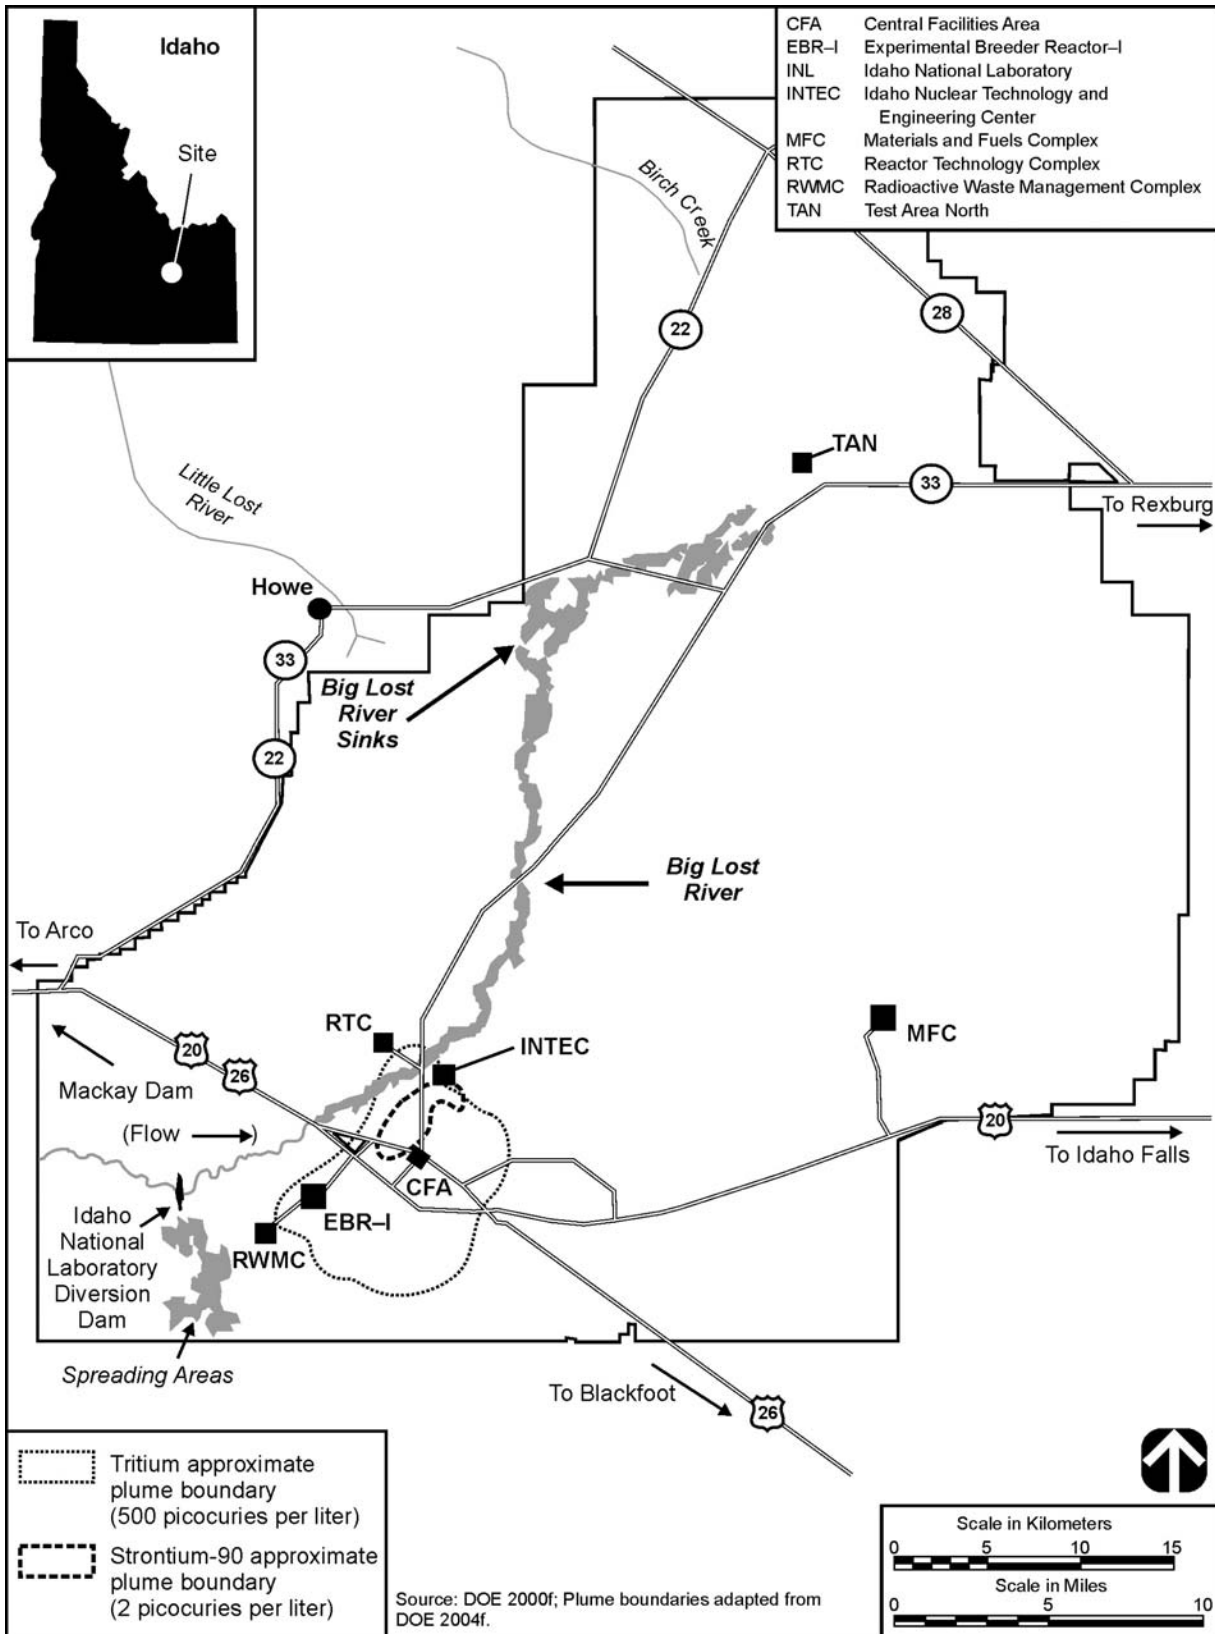 Idaho
Site
CFA Central Facilities Area
EBR–I Experimental Breeder Reactor–I
INL Idaho National Laboratory
INTEC Idaho Nuclear Technology and
Engineering Center
MFC Materials and Fuels Complex
RTC Reactor Technology Complex
RWMC Radioactive Waste Management Complex
TAN Test Area North
Birch Creek
22
28
TAN
33
To Rexburg
Little Lost
River
Howe
33
Big Lost
River
Sinks
22
Big Lost
River
To Arco
RTC
INTEC
MFC
20
26
Mackay Dam
(Flow )
20
To Idaho Falls
CFA
Idaho
National
Laboratory
Diversion
Dam
EBR–I
RWMC
Spreading Areas
To Blackfoot
26
Tritium approximate
plume boundary
(500 picocuries per liter)
Strontium-90 approximate
plume boundary
(2 picocuries per liter)
Source: DOE 2000f; Plume boundaries adapted from
DOE 2004f.
Scale in Kilometers
0 5 10 15
Scale in Miles
0 5 10